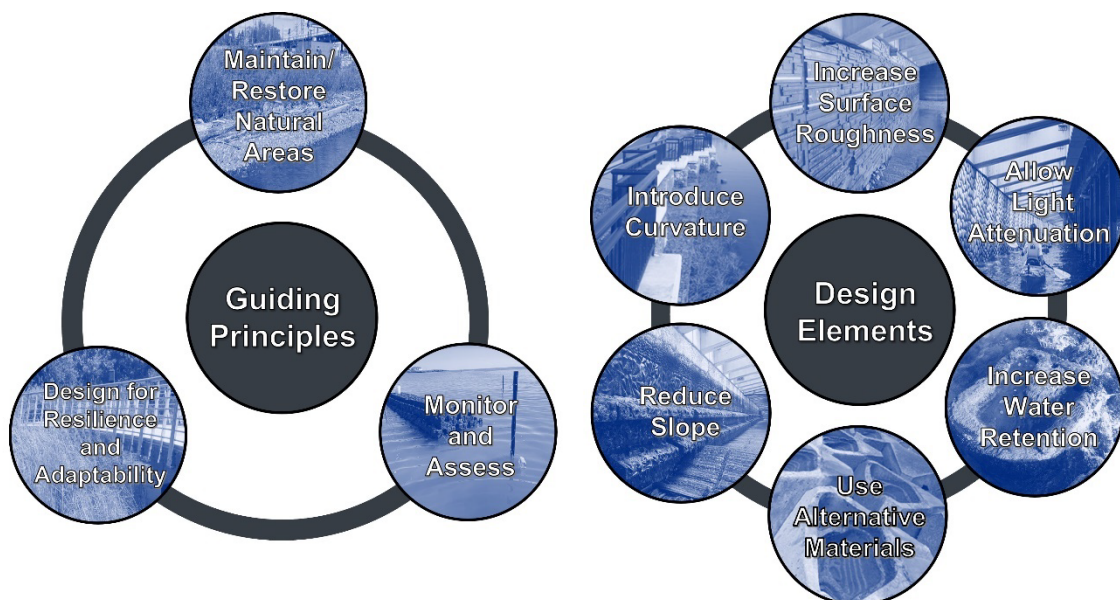 Maintain/
Restore
Natural
Areas
Guiding
Principles
Design for
Resilience
and
Adaptability
Monitor
and
Assess
Increase
Surface
Roughness
Introduce
Curvature
Allow
Light
Attenuation
Design
Elements
Reduce
Slope
Increase
Water
Retention
Use
Alternative
Materials